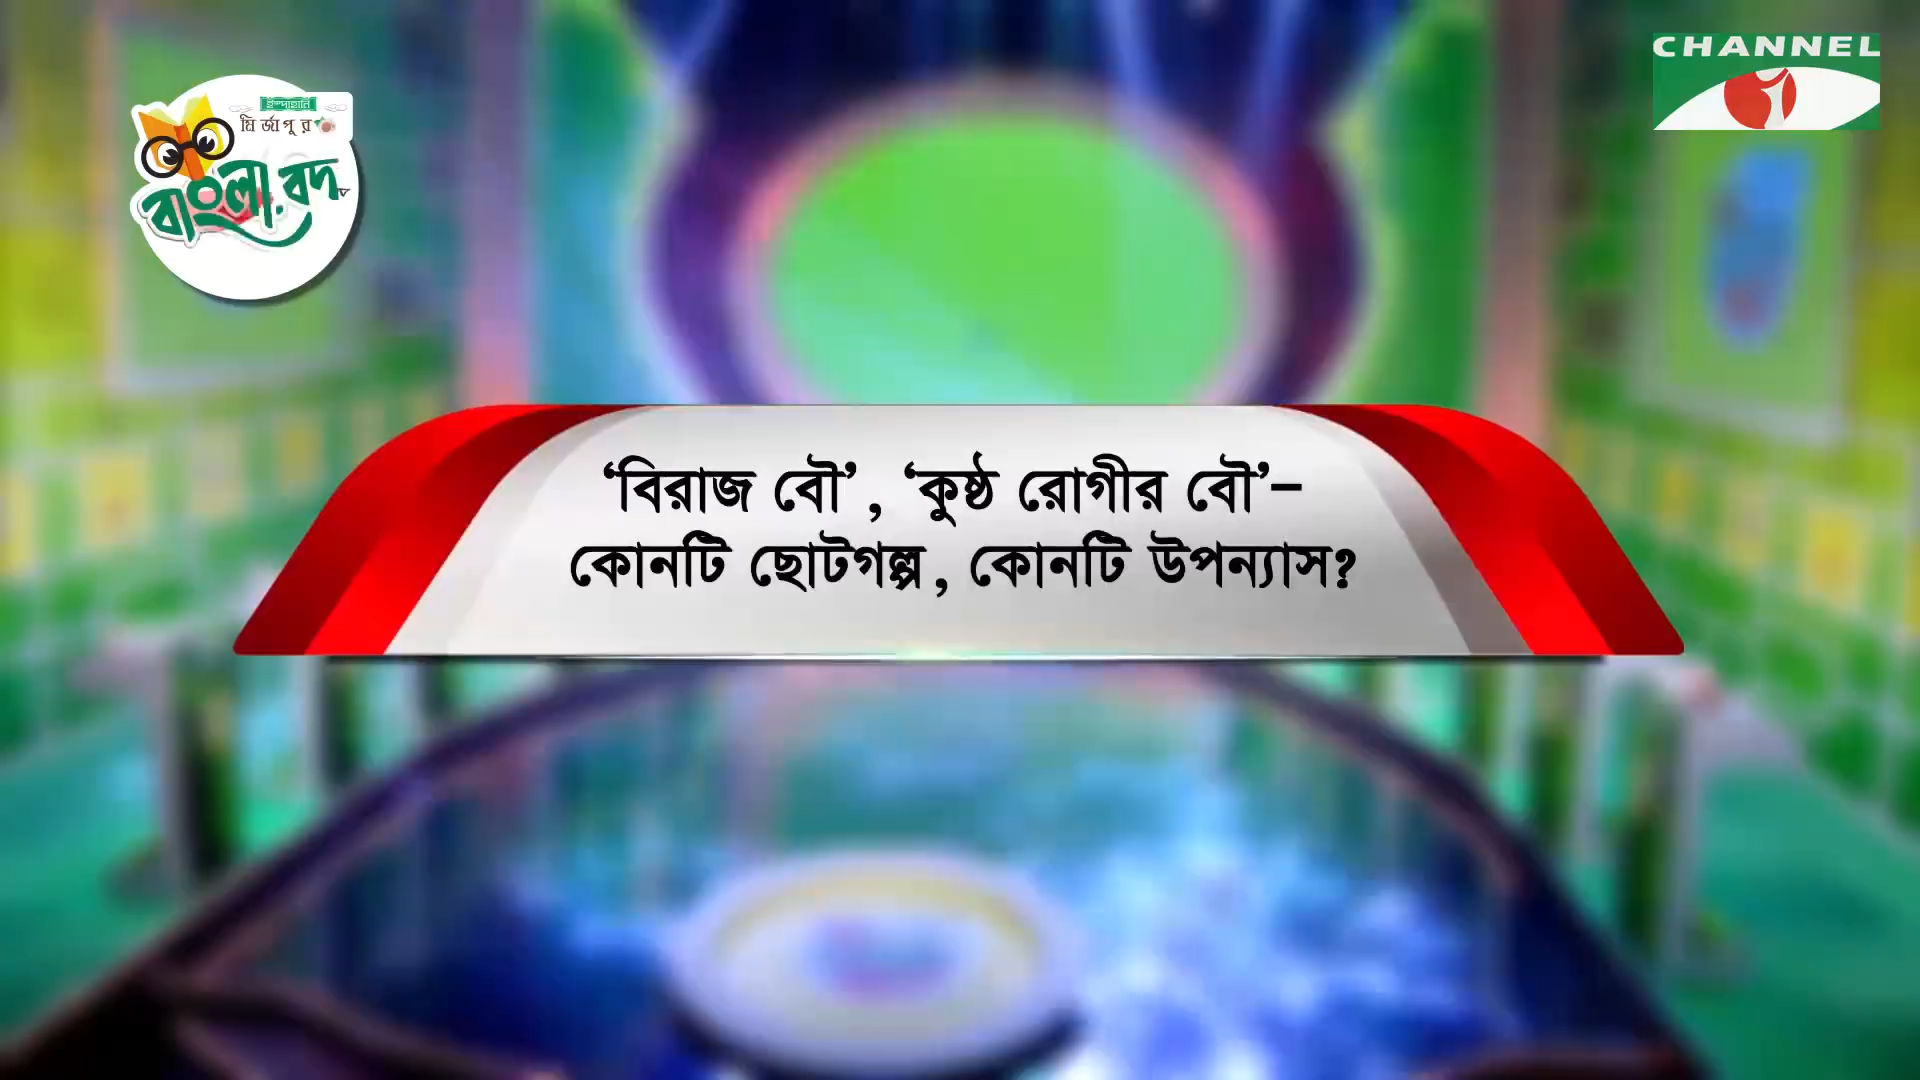 CHANNEL
ইস্পাহানি
মির্জাপুর
বাংলাবিদ
‘বিরাজ বৌ’, ‘কুষ্ঠ রোগীর বৌ’–
কোনটি ছোটগল্প, কোনটি উপন্যাস?